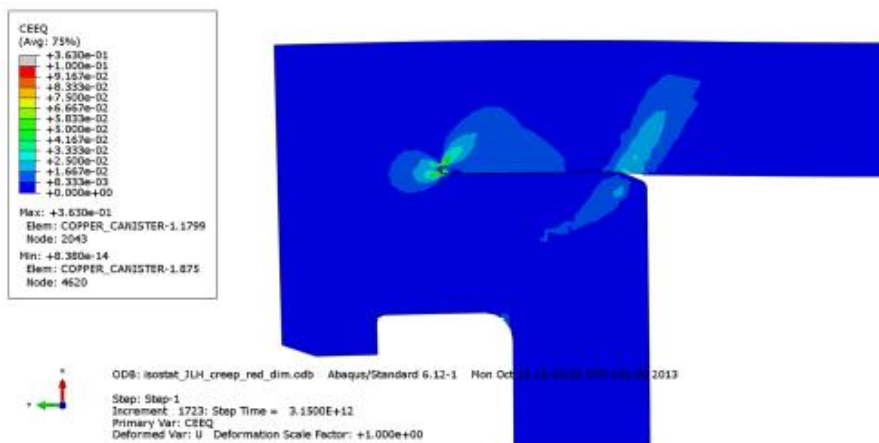 CEEQ
(Avg: 75%)
+3.630e-01
+1.000e-01
+9.167e-02
+8.333e-02
+7.500e-02
+6.667e-02
+5.833e-02
+5.000e-02
+4.167e-02
+3.333e-02
+2.500e-02
+1.667e-02
+8.333e-03
+0.000e+00
Max: +3.630e-01
Elem: COPPER_CANISTER-1.1799
Node: 2043
Min: +8.380e-14
Elem: COPPER_CANISTER-1.875
Node: 4620
ODB: isostat_JLH_creep_red_dim.odb Abaqus/Standard 6.12-1 Mon Oct 2013
Step: Step-1
Increment 1723: Step Time = 3.1500E+12
Primary Var: CEEQ
Deformed Var: U Deformation Scale Factor: +1.000e+00